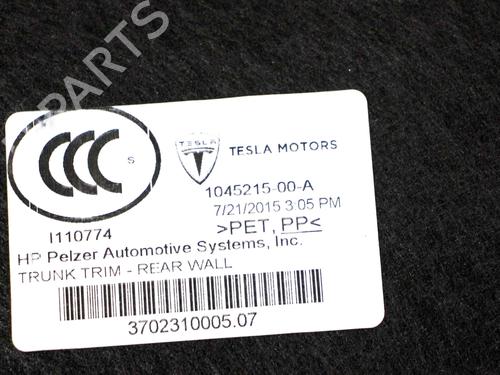 PARTS
CCC S
TESLA
TESLA MOTORS
1045215-00-A
7/21/2015 3:05 PM
>PET, PP<
I110774
HP Pelzer Automotive Systems, Inc.
TRUNK TRIM - REAR WALL
3702310005.07